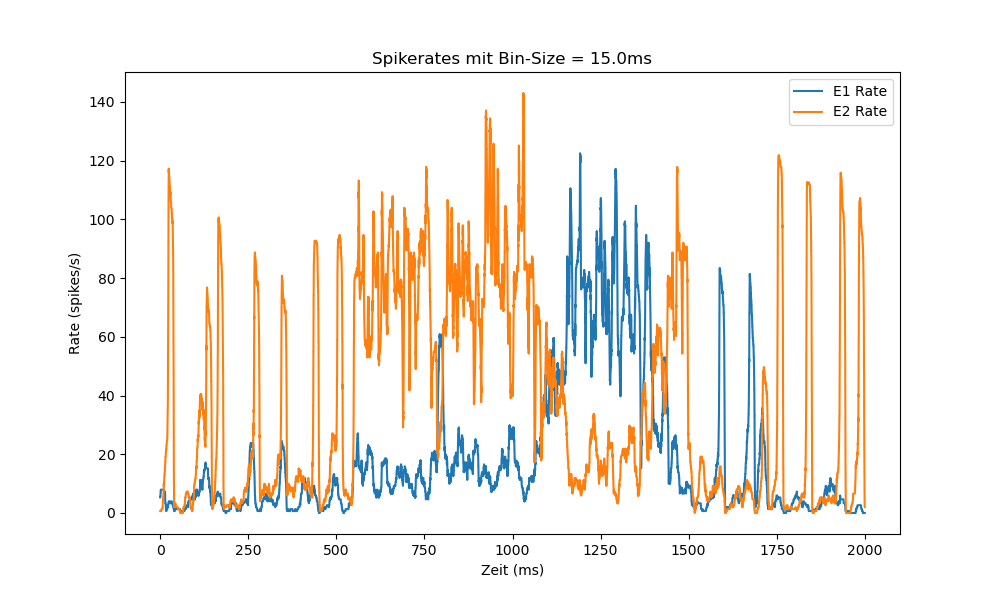 Spikerates mit Bin-Size = 15.0ms
E1 Rate
E2 Rate
140
120
100
80
60
40
20
0
Rate (spikes/s)
0 250 500 750 1000 1250 1500 1750 2000
Zeit (ms)